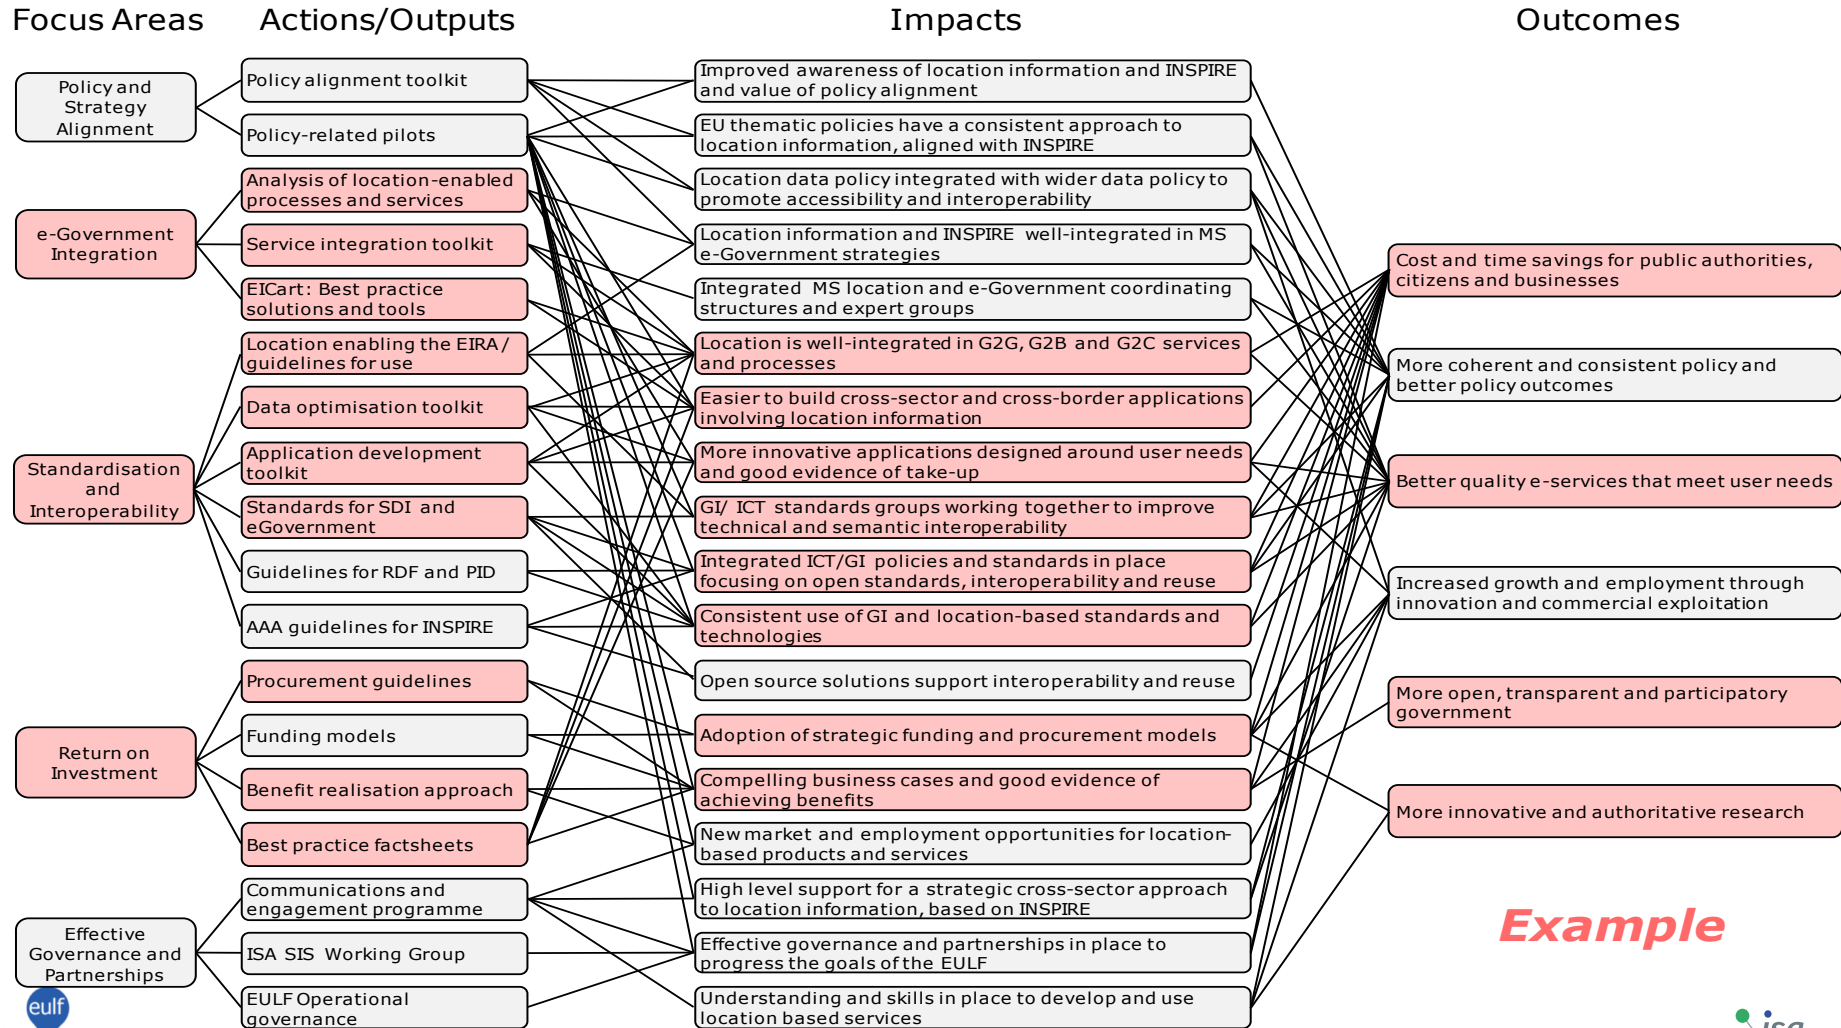 Focus Areas
Actions/Outputs
Impacts
Outcomes
Policy and
Strategy
Alignment
e-Government
Integration
Standardisation
and
Interoperability
Return on
Investment
Effective
Governance and
Partnerships
Policy alignment toolkit
Policy-related pilots
Analysis of location-enabled
processes and services
Service integration toolkit
EICart: Best practice
solutions and tools
Location enabling the EIRA /
guidelines for use
Data optimisation toolkit
Application development
toolkit
Standards for SDI and
eGovernment
Guidelines for RDF and PID
AAA guidelines for INSPIRE
Procurement guidelines
Funding models
Benefit realisation approach
Best practice factsheets
Communications and
engagement programme
ISA SIS Working Group
EULF Operational
governance
Improved awareness of location information and INSPIRE
and value of policy alignment
EU thematic policies have a consistent approach to
location information, aligned with INSPIRE
Location data policy integrated with wider data policy to
promote accessibility and interoperability
Location information and INSPIRE well-integrated in MS
e-Government strategies
Integrated MS location and e-Government coordinating
structures and expert groups
Location is well-integrated in G2G, G2B and G2C services
and processes
Easier to build cross-sector and cross-border applications
involving location information
More innovative applications designed around user needs
and good evidence of take-up
GI/ ICT standards groups working together to improve
technical and semantic interoperability
Integrated ICT/GI policies and standards in place
focusing on open standards, interoperability and reuse
Consistent use of GI and location-based standards and
technologies
Open source solutions support interoperability and reuse
Adoption of strategic funding and procurement models
Compelling business cases and good evidence of
achieving benefits
New market and employment opportunities for location-
based products and services
High level support for a strategic cross-sector approach
to location information, based on INSPIRE
Effective governance and partnerships in place to
progress the goals of the EULF
Understanding and skills in place to develop and use
location based services
Cost and time savings for public authorities,
citizens and businesses
More coherent and consistent policy and
better policy outcomes
Better quality e-services that meet user needs
Increased growth and employment through
innovation and commercial exploitation
More open, transparent and participatory
government
More innovative and authoritative research
Example
eulf
isa